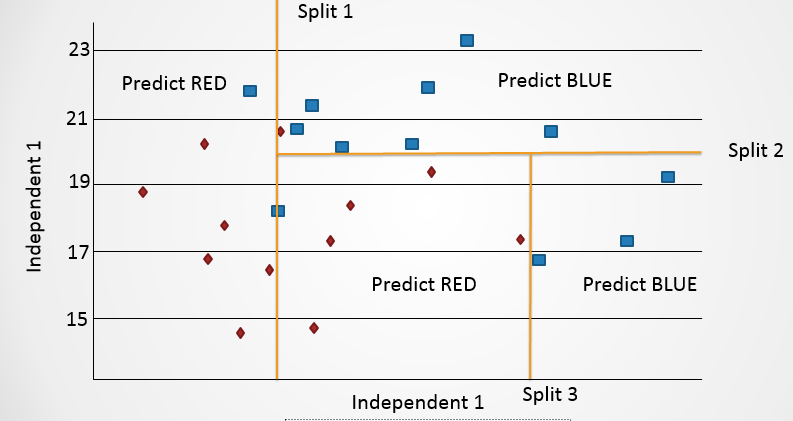 Split 1
23
Predict RED
Predict BLUE
21
Split 2
19
17
Predict RED
Predict BLUE
15
Independent 1
Independent 1
Split 3